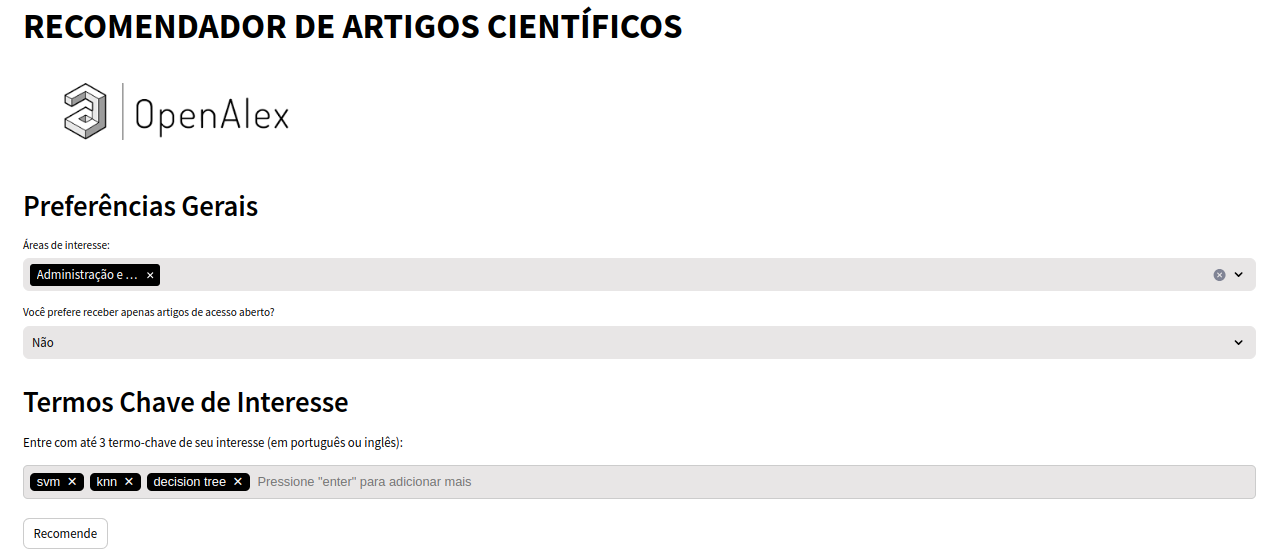 RECOMENDADOR DE ARTIGOS CIENTÍFICOS
OpenAlex
Preferências Gerais
Áreas de interesse:
Administração e ...
Você prefere receber apenas artigos de acesso aberto?
Não
Termos Chave de Interesse
Entre com até 3 termo-chave de seu interesse (em português ou inglês):
svm knn decision tree Pressione "enter" para adicionar mais
Recomende